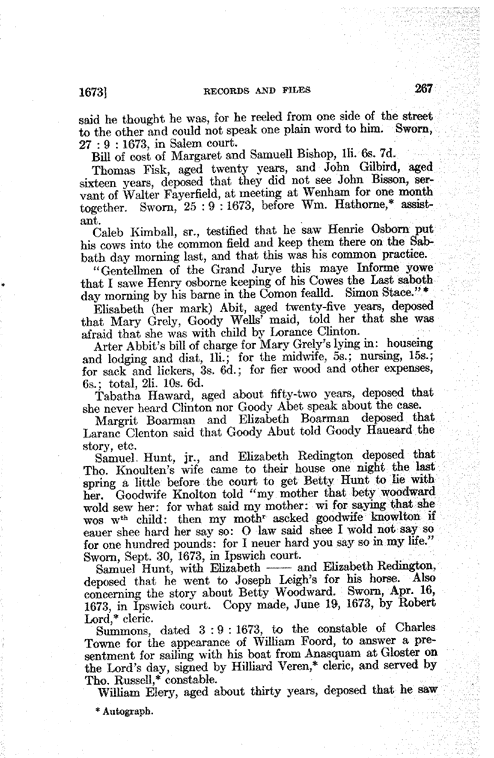 1673] RECORDS AND FILES 267
said he thought he was, for he reeled from one side of the street
to the other and could not speak one plain word to him. Sworn,
27 : 9 : 1673, in Salem court.
Bill of cost of Margaret and Samuell Bishop, 1li. 6s. 7d.
Thomas Fisk, aged twenty years, and John Gilbird, aged
sixteen years, deposed that they did not see John Bisson, ser-
vant of Walter Fayerfield, at meeting at Wenham for one month
together. Sworn, 25 : 9 : 1673, before Wm. Hathorne,* assist-
ant.
Caleb Kimball, sr., testified that he saw Henrie Osborn put
his cows into the common field and keep them there on the Sab-
bath day morning last, and that this was his common practice.
"Gentellmen of the Grand Jurye this maye Informe yowe
that I sawe Henry osborne keeping of his Cowes the Last saboth
day morning by his barne in the Comon fealld. Simon Stace."*
Elisabeth (her mark) Abit, aged twenty-five years, deposed
that Mary Grely, Goody Wells' maid, told her that she was
afraid that she was with child by Lorance Clinton.
Arter Abbit's bill of charge for Mary Grely's lying in: houseing
and lodging and diat, 1li.; for the midwife, 5s.; nursing, 15s.;
for sack and lickers, 3s. 6d.; for fier wood and other expenses,
6s.; total, 2li. 10s. 6d.
Tabatha Haward, aged about fifty-two years, deposed that
she never heard Clinton nor Goody Abet speak about the case.
Margrit Boarman and Elizabeth Boarman deposed that
Laranc Clenton said that Goody Abut told Goody Haueard the
story, etc.
Samuel Hunt, jr., and Elizabeth Redington deposed that
Tho. Knoulten's wife came to their house one night the last
spring a little before the court to get Betty Hunt to lie with
her. Goodwife Knolton told "my mother that bety woodward
wold sew her: for what said my mother: wi for saying that she
wos wth child: then my mothr ascked goodwife knowlton if
eauer shee hard her say so: O law said shee I wold not say so
for one hundred pounds: for I neuer hard you say so in my life."
Sworn, Sept. 30, 1673, in Ipswich court.
Samuel Hunt, with Elizabeth —— and Elizabeth Redington,
deposed that he went to Joseph Leigh's for his horse. Also
concerning the story about Betty Woodward. Sworn, Apr. 16,
1673, in Ipswich court. Copy made, June 19, 1673, by Robert
Lord,* cleric.
Summons, dated 3 : 9 : 1673, to the constable of Charles
Towne for the appearance of William Foord, to answer a pre-
sentment for sailing with his boat from Anasquam at Gloster on
the Lord's day, signed by Hilliard Veren,* cleric, and served by
Tho. Russell,* constable.
William Elery, aged about thirty years, deposed that he saw
* Autograph.